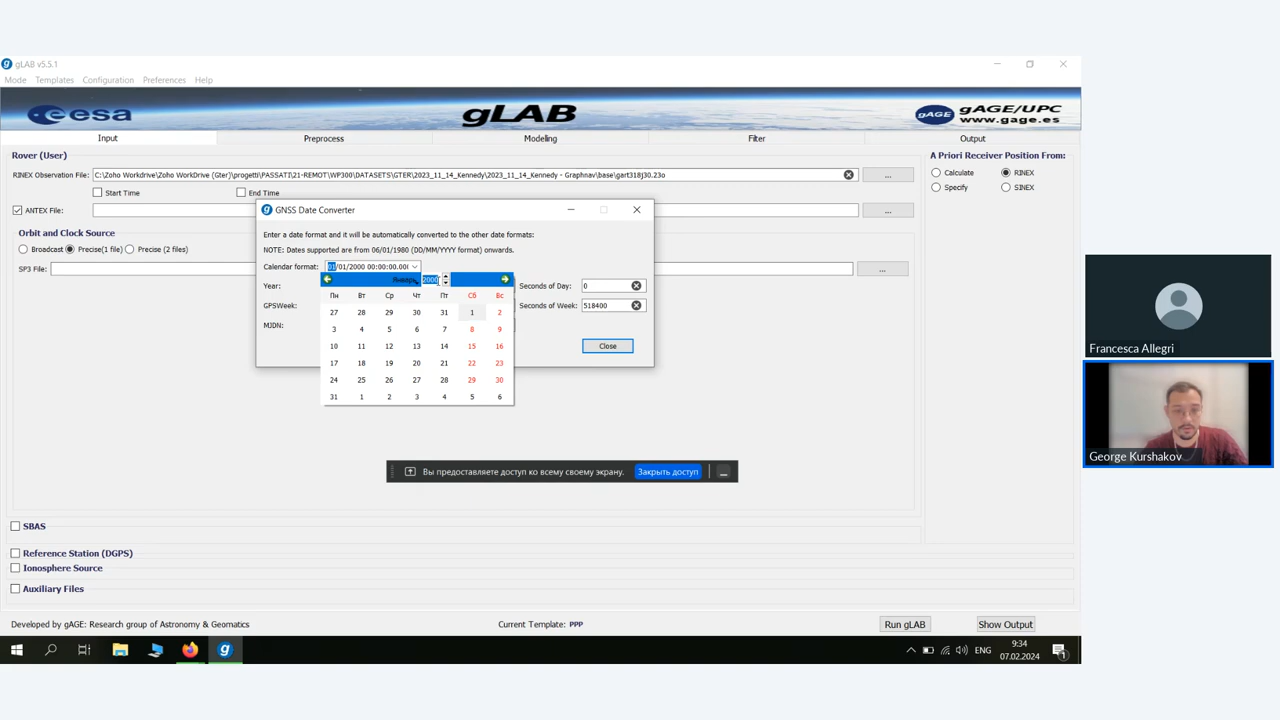 gLAB v5.5.1
Mode Templates Configuration Preferences Help
esa
gLAB
gAGE gAGE/UPC
www.gage.es
Input Preprocess Modeling Filter Output
Rover (User)
A Priori Receiver Position From:
RINEX Observation File: C:\Zoho Workdrive\Zoho WorkDrive (Gter)\progetti\PASSATI\21-REMOT\WP300\DATASETS\GTER\2023_11_14_Kennedy\2023_11_14_Kennedy - Graphnav\base\gart318j30.23o ...
Calculate RINEX
Start Time End Time
Specify SINEX
ANTEX File: ...
GNSS Date Converter
Orbit and Clock Source
Enter a date format and it will be automatically converted to the other date formats:
Broadcast Precise(1 file) Precise (2 files)
NOTE: Dates supported are from 06/01/1980 (DD/MM/YYYY format) onwards.
SP3 File: ...
Calendar format: 01/01/2000 00:00:00.000
Январь 2000
Year: Seconds of Day: 0
Пн Вт Ср Чт Пт Сб Вс
GPSWeek: Seconds of Week: 518400
27 28 29 30 31 1 2
MJDN:
3 4 5 6 7 8 9
10 11 12 13 14 15 16
Close
17 18 19 20 21 22 23
24 25 26 27 28 29 30
31 1 2 3 4 5 6
Francesca Allegri
George Kurshakov
Вы предоставляете доступ ко всему своему экрану. Закрыть доступ
SBAS
Reference Station (DGPS)
Ionosphere Source
Auxiliary Files
Developed by gAGE: Research group of Astronomy & Geomatics
Current Template: PPP
Run gLAB Show Output
ENG
9:34
07.02.2024
1